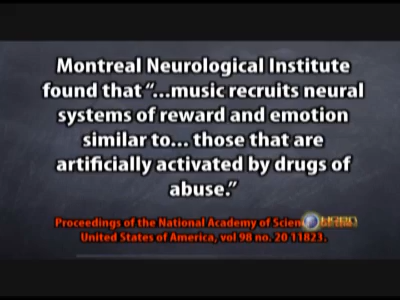 Montreal Neurological Institute
found that “...music recruits neural
systems of reward and emotion
similar to... those that are
artificially activated by drugs of
abuse.”
Proceedings of the National Academy of Scien
United States of America, vol 98 no. 20 11823.